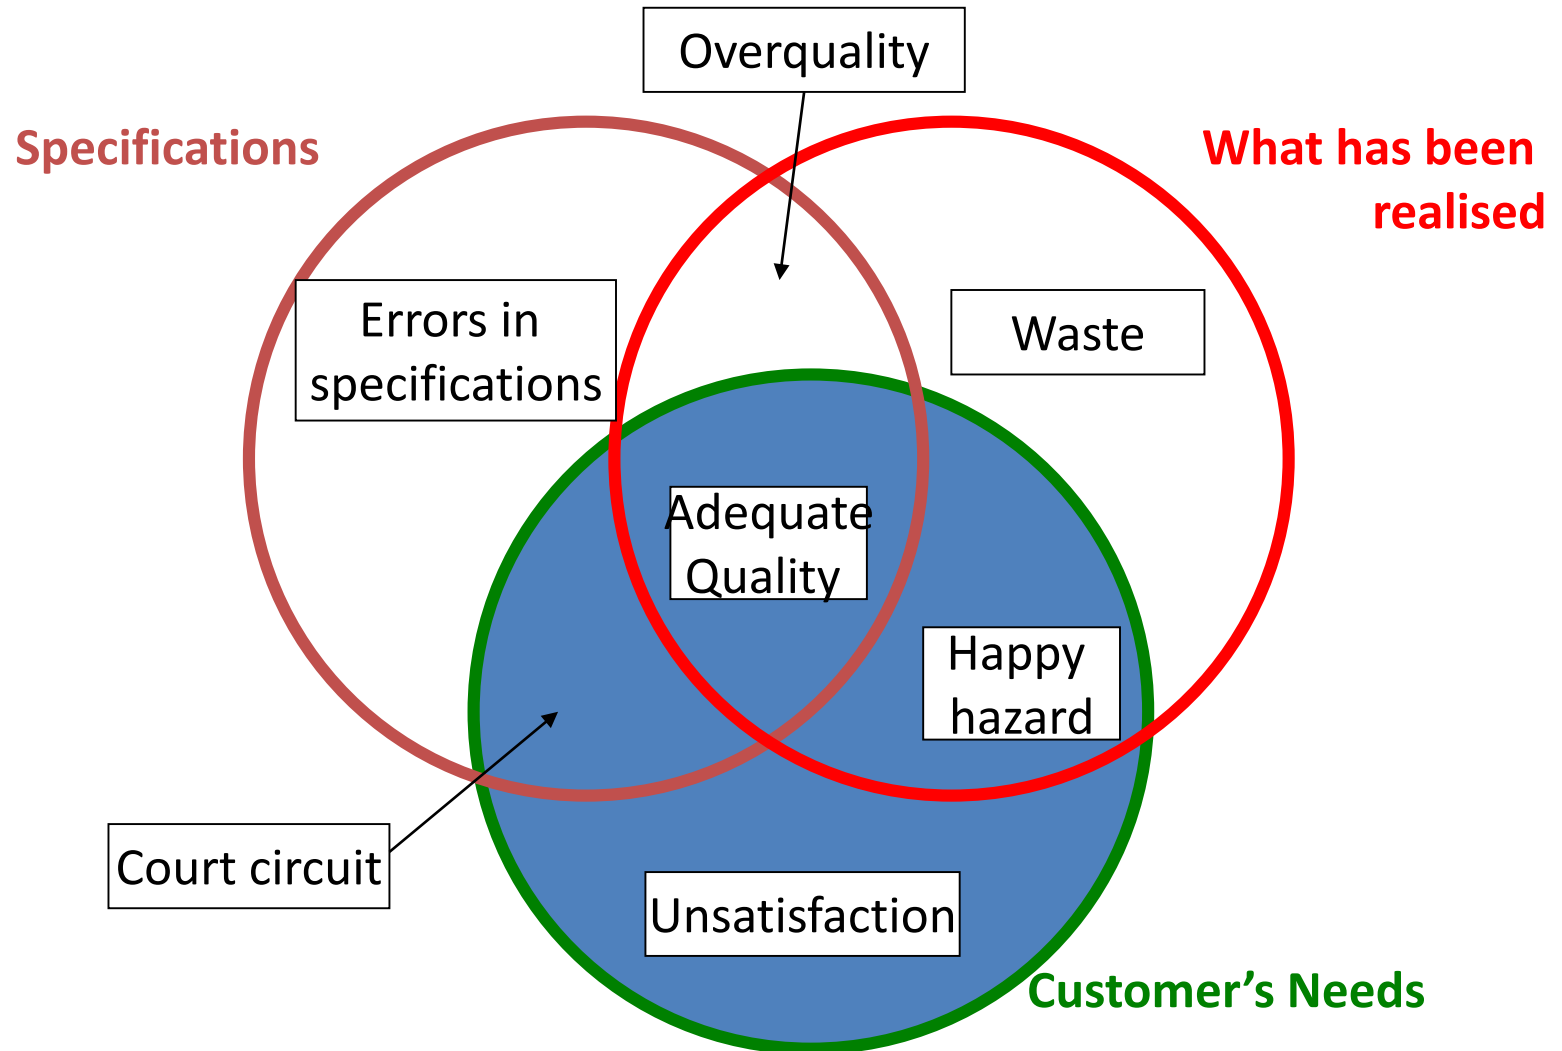 Overquality
Specifications
What has been
realised
Errors in
specifications
Waste
Adequate
Quality
Happy
hazard
Court circuit
Unsatisfaction
Customer’s Needs